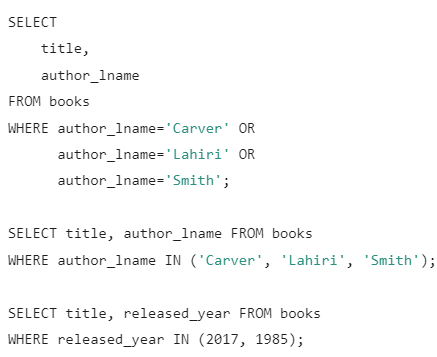 SELECT
    title,
    author_lname
FROM books
WHERE author_lname='Carver' OR
      author_lname='Lahiri' OR
      author_lname='Smith';

SELECT title, author_lname FROM books
WHERE author_lname IN ('Carver', 'Lahiri', 'Smith');

SELECT title, released_year FROM books
WHERE released_year IN (2017, 1985);